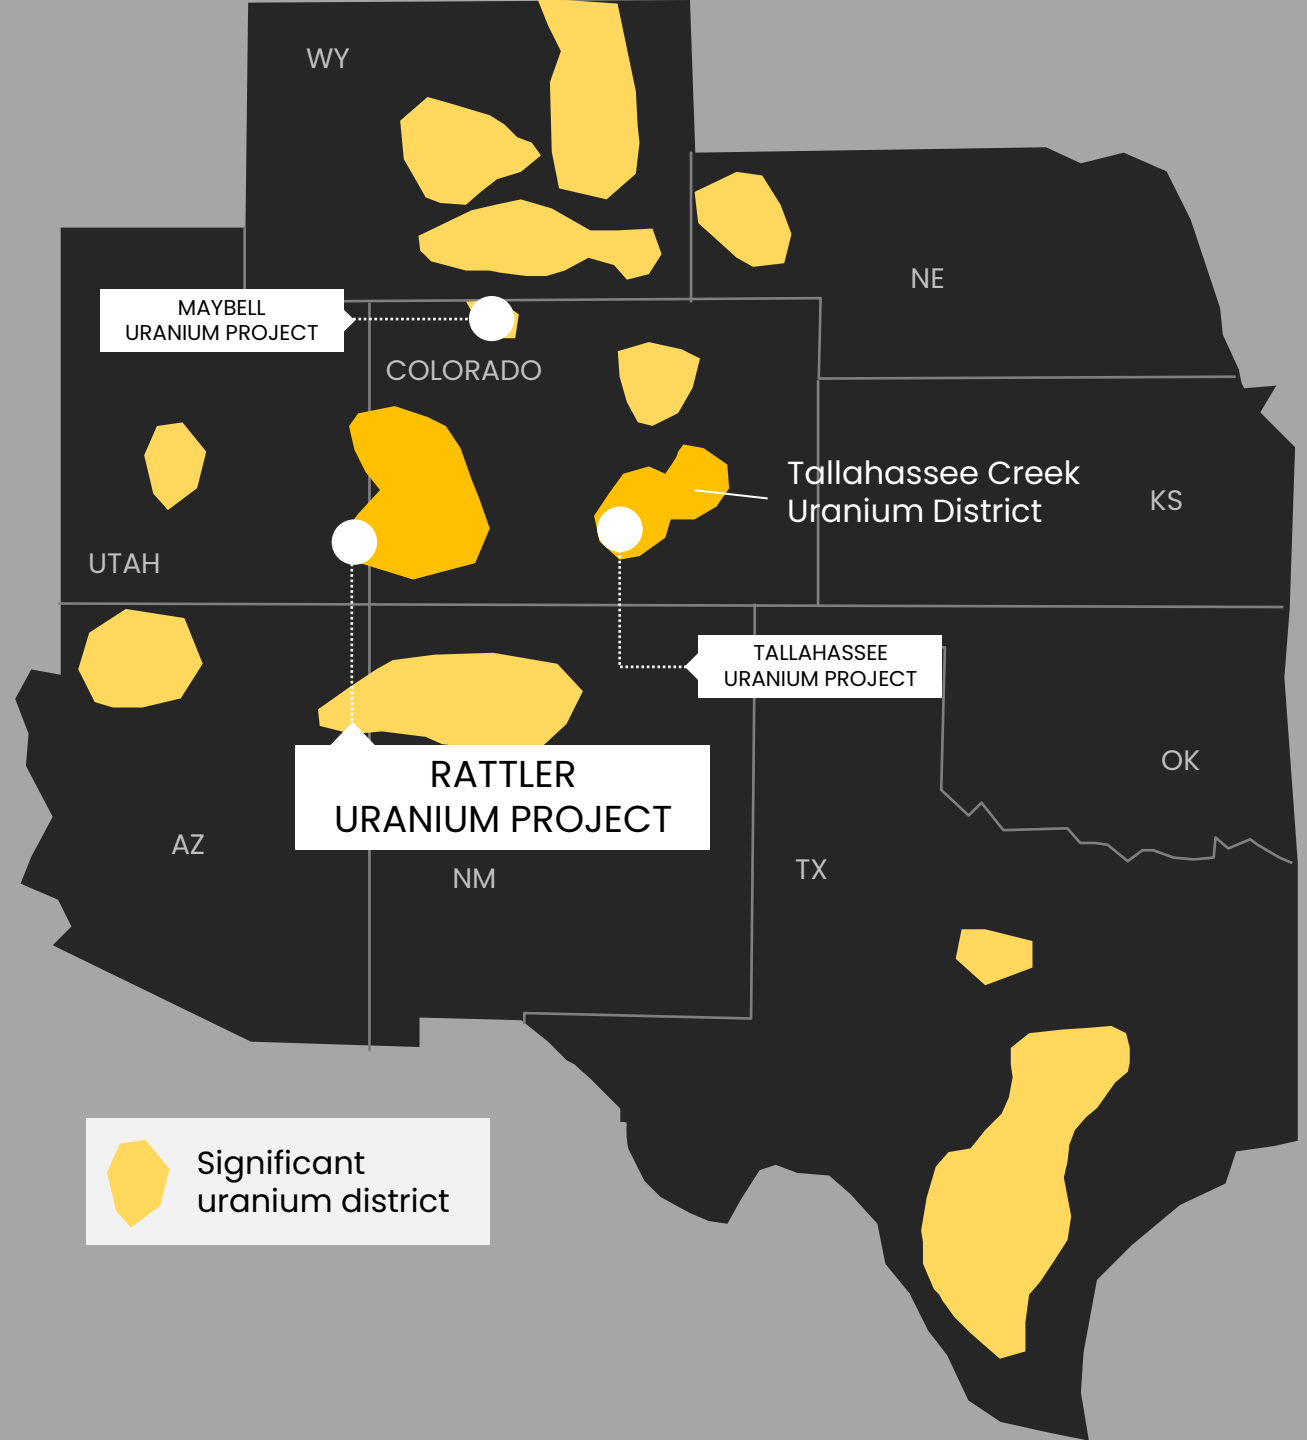 WY
NE
MAYBELL
URANIUM PROJECT
COLORADO
Tallahassee Creek
Uranium District
KS
UTAH
TALLAHASSEE
URANIUM PROJECT
RATTLER
URANIUM PROJECT
OK
AZ
NM
TX
Significant
uranium district